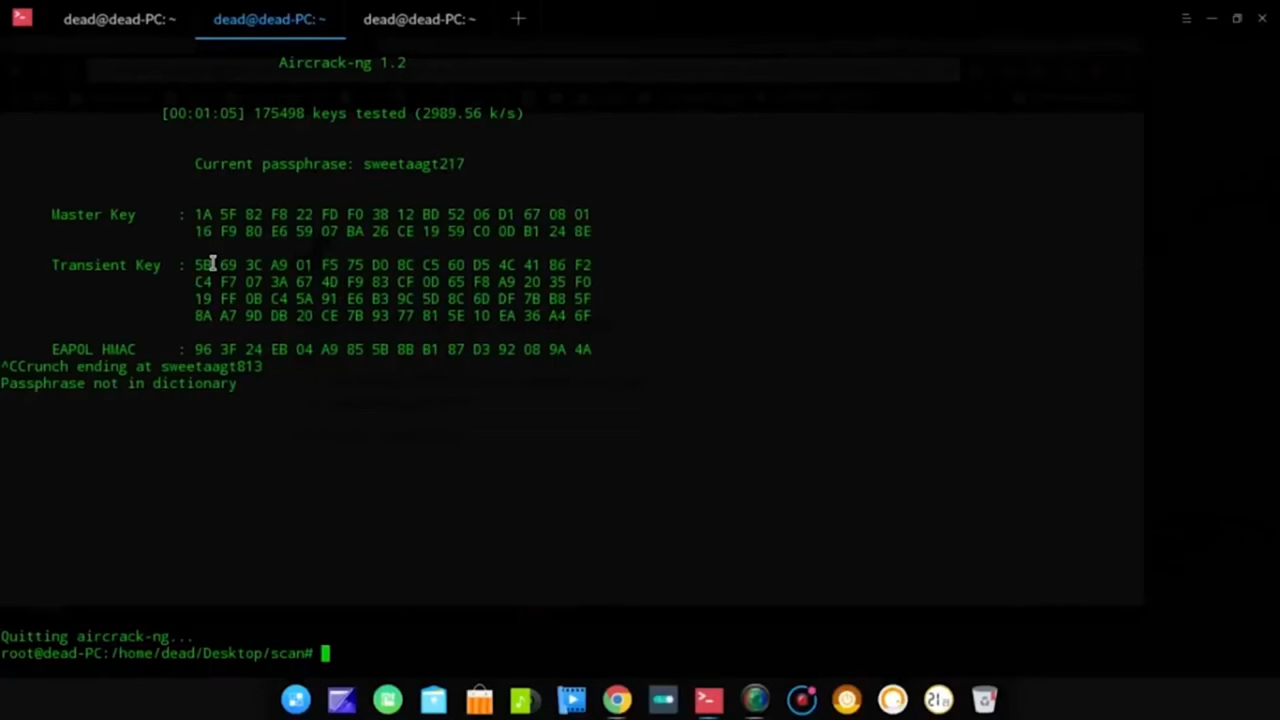 dead@dead-PC: ~ dead@dead-PC: ~ dead@dead-PC: ~
Aircrack-ng 1.2
[00:01:05] 175498 keys tested (2989.56 k/s)
Current passphrase: sweetaagt217
Master Key : 1A 5F 82 F8 22 FD F0 38 12 BD 52 06 D1 67 08 01
16 F9 80 E6 59 07 BA 26 CE 19 59 C0 0D B1 24 8E
Transient Key : 5B 69 3C A9 01 F5 75 D0 8C C5 60 D5 4C 41 86 F2
C4 F7 07 3A 67 4D F9 83 CF 0D 65 F8 A9 20 35 F0
19 FF 0B C4 5A 91 E6 B3 9C 5D 8C 6D DF 7B B8 5F
8A A7 9D DB 20 CE 7B 93 77 81 5E 10 EA 36 A4 6F
EAPOL HMAC : 96 3F 24 EB 04 A9 85 5B 8B B1 87 D3 92 08 9A 4A
^CCrunch ending at sweetaagt813
Passphrase not in dictionary
Quitting aircrack-ng...
root@dead-PC:/home/dead/Desktop/scan#